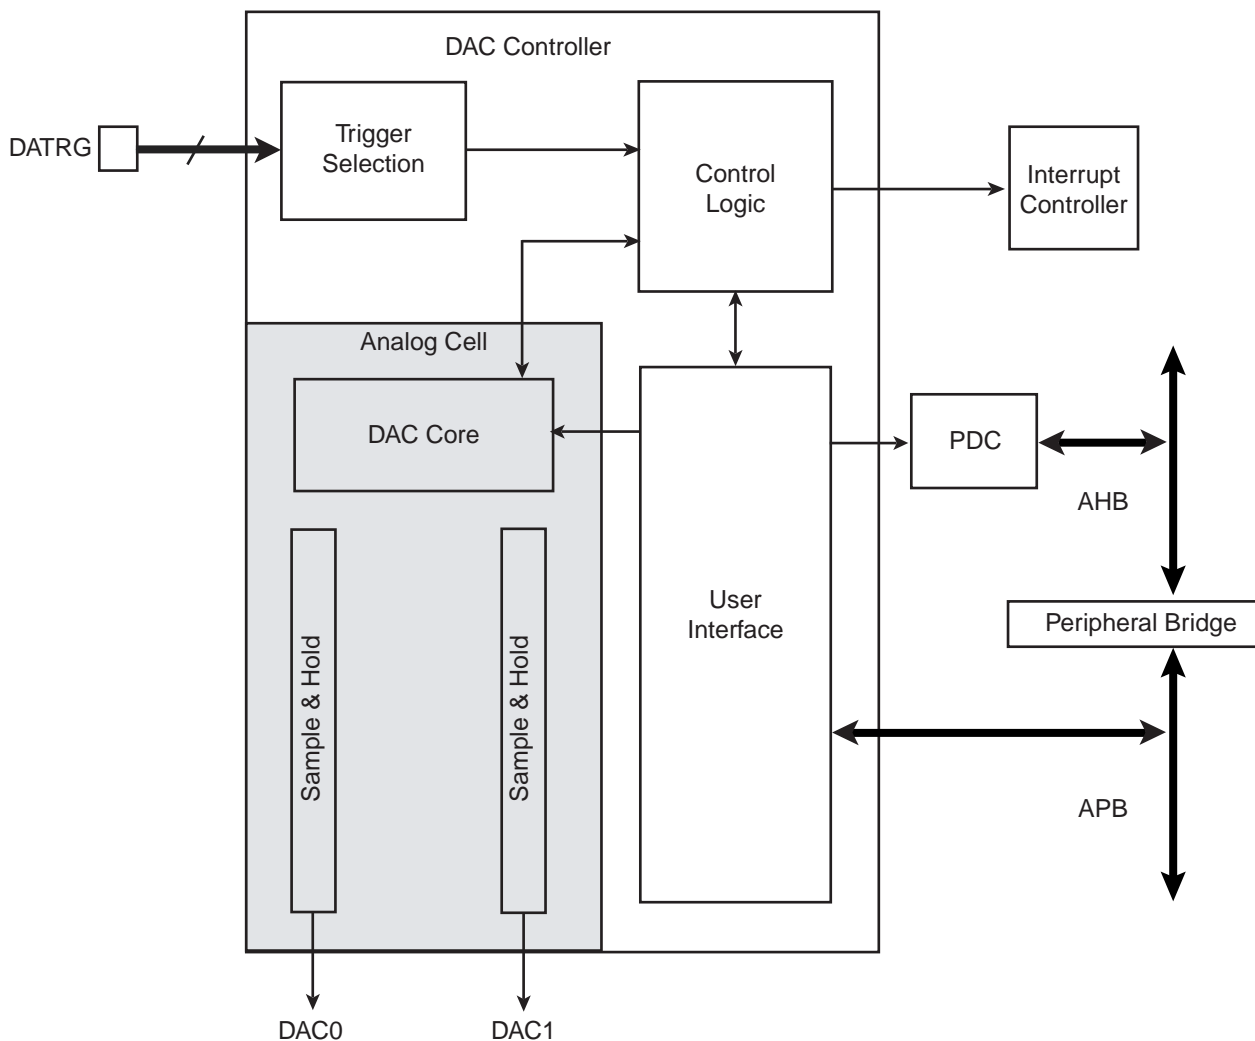 DAC Controller
DATRG
Trigger
Selection
Control
Logic
Interrupt
Controller
Analog Cell
DAC Core
PDC
AHB
User
Interface
Peripheral Bridge
Sample & Hold
Sample & Hold
APB
DAC0
DAC1